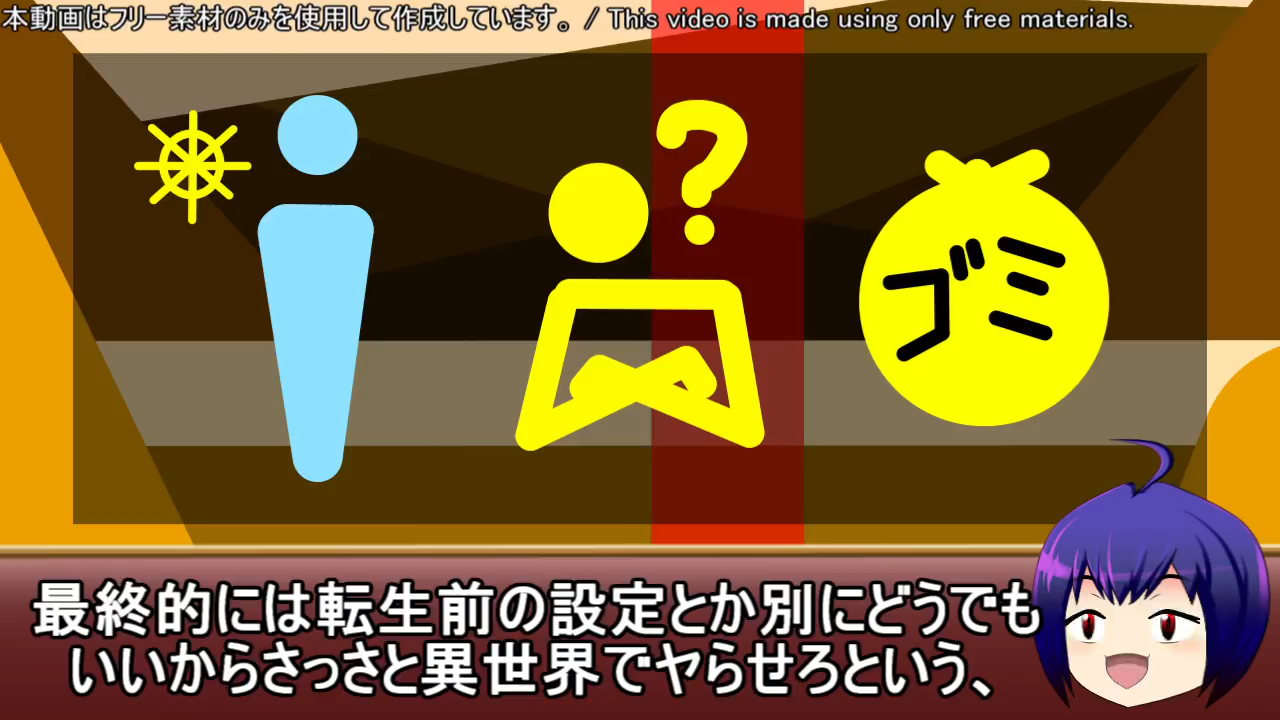 本動画はフリー素材のみを使用して作成しています。 / This video is made using only free materials.
ゴミ
最終的には転生前の設定とか別にどうでも
いいからさっさと異世界でヤらせろという、